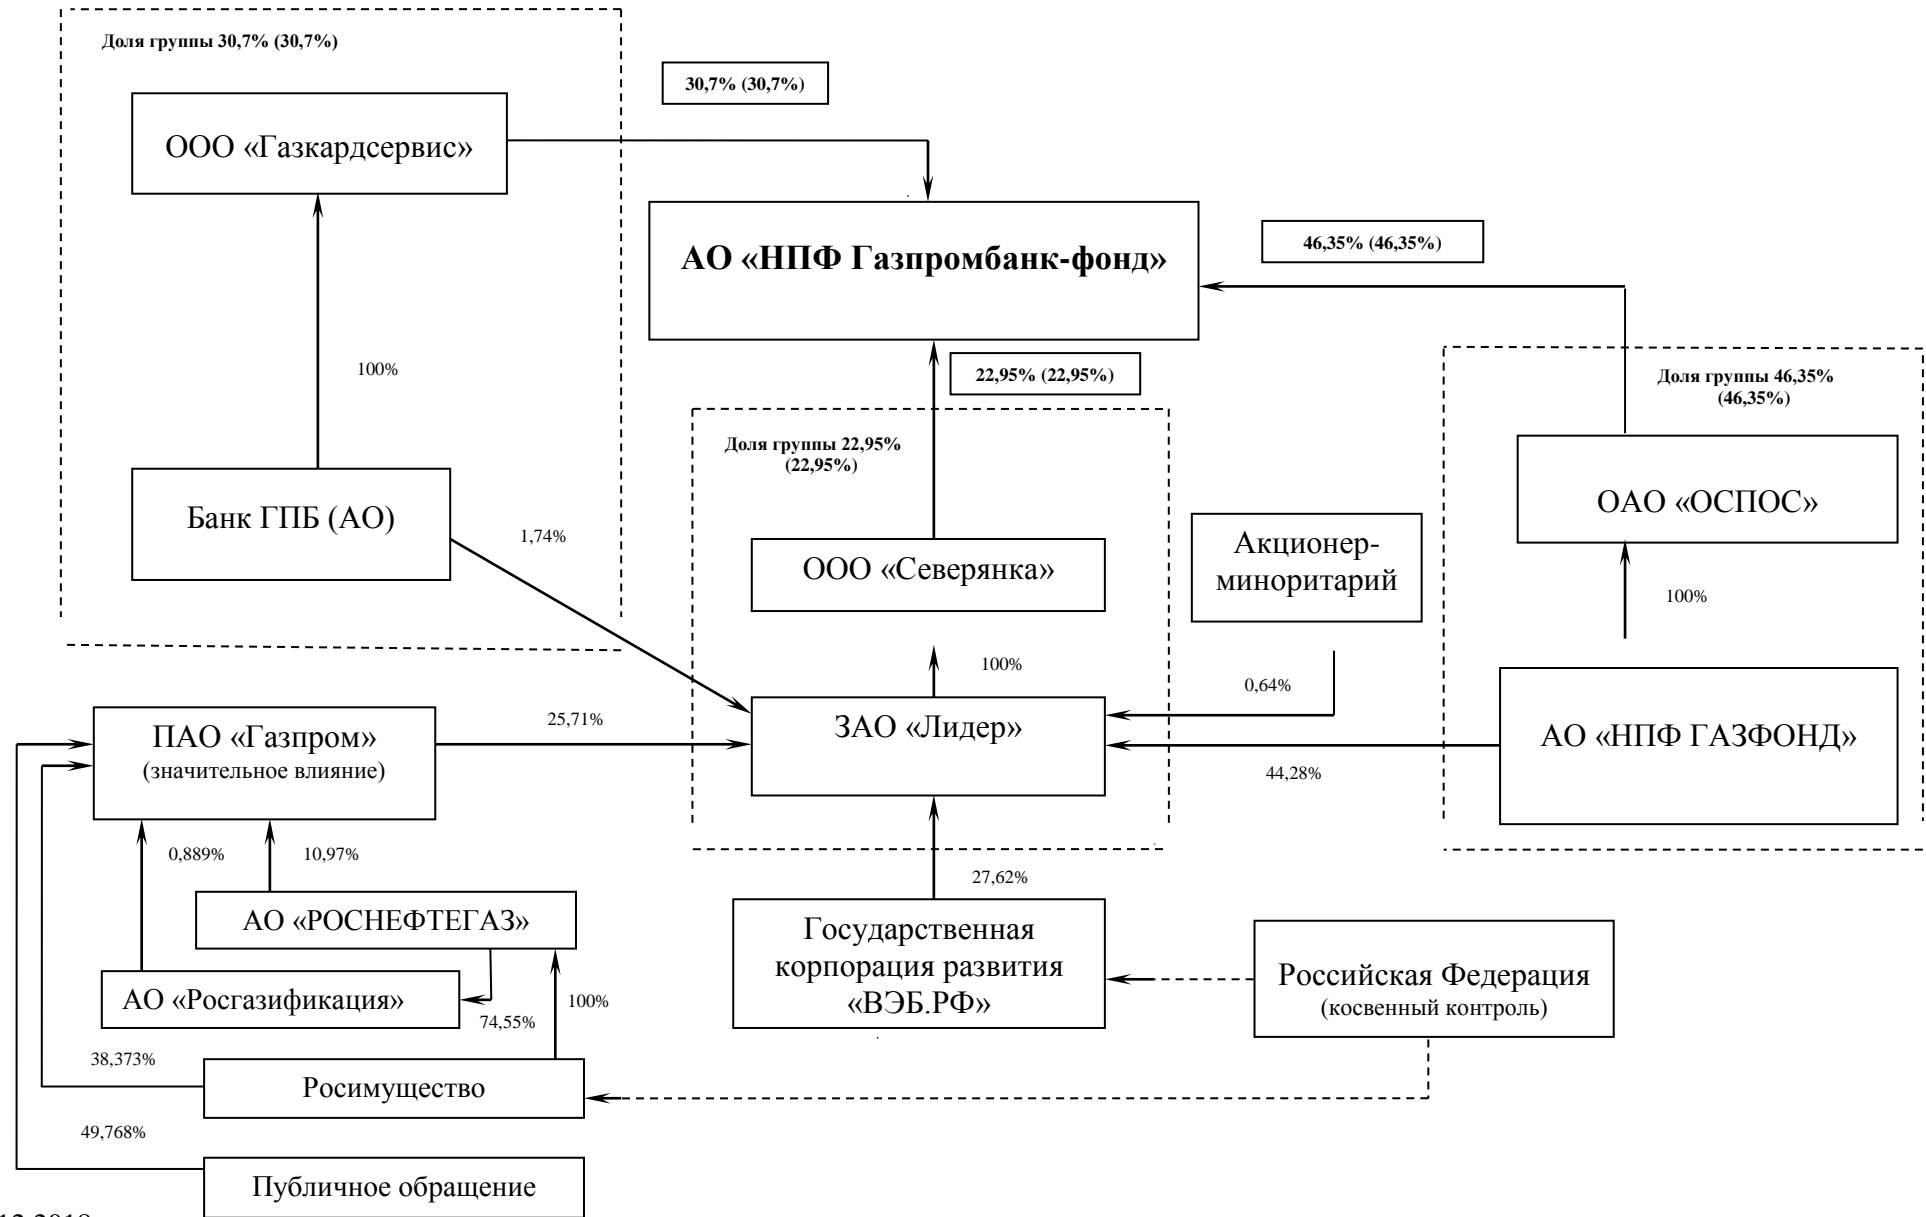 Доля группы 30,7% (30,7%)
30,7% (30,7%)
ООО «Газкардсервис»
АО «НПФ Газпромбанк-фонд»
46,35% (46,35%)
100%
22,95% (22,95%)
Доля группы 46,35%
(46,35%)
Доля группы 22,95%
(22,95%)
Банк ГПБ (АО)
1,74%
ООО «Северянка»
Акционер-
миноритарий
ОАО «ОСПОС»
100%
100%
0,64%
ПАО «Газпром»
(значительное влияние)
25,71%
ЗАО «Лидер»
44,28%
АО «НПФ ГАЗФОНД»
0,889%
10,97%
27,62%
АО «РОСНЕФТЕГАЗ»
АО «Росгазификация»
74,55%
100%
Государственная
корпорация развития
«ВЭБ.РФ»
Российская Федерация
(косвенный контроль)
38,373%
Росимущество
49,768%
Публичное обращение